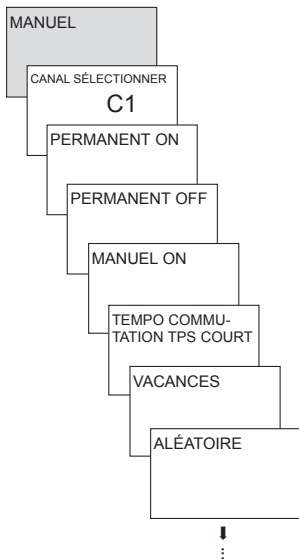 MANUEL
CANAL SÉLECTIONNER
C1
PERMANENT ON
PERMANENT OFF
MANUEL ON
TEMPO COMMU-
TATION TPS COURT
VACANCES
ALÉATOIRE